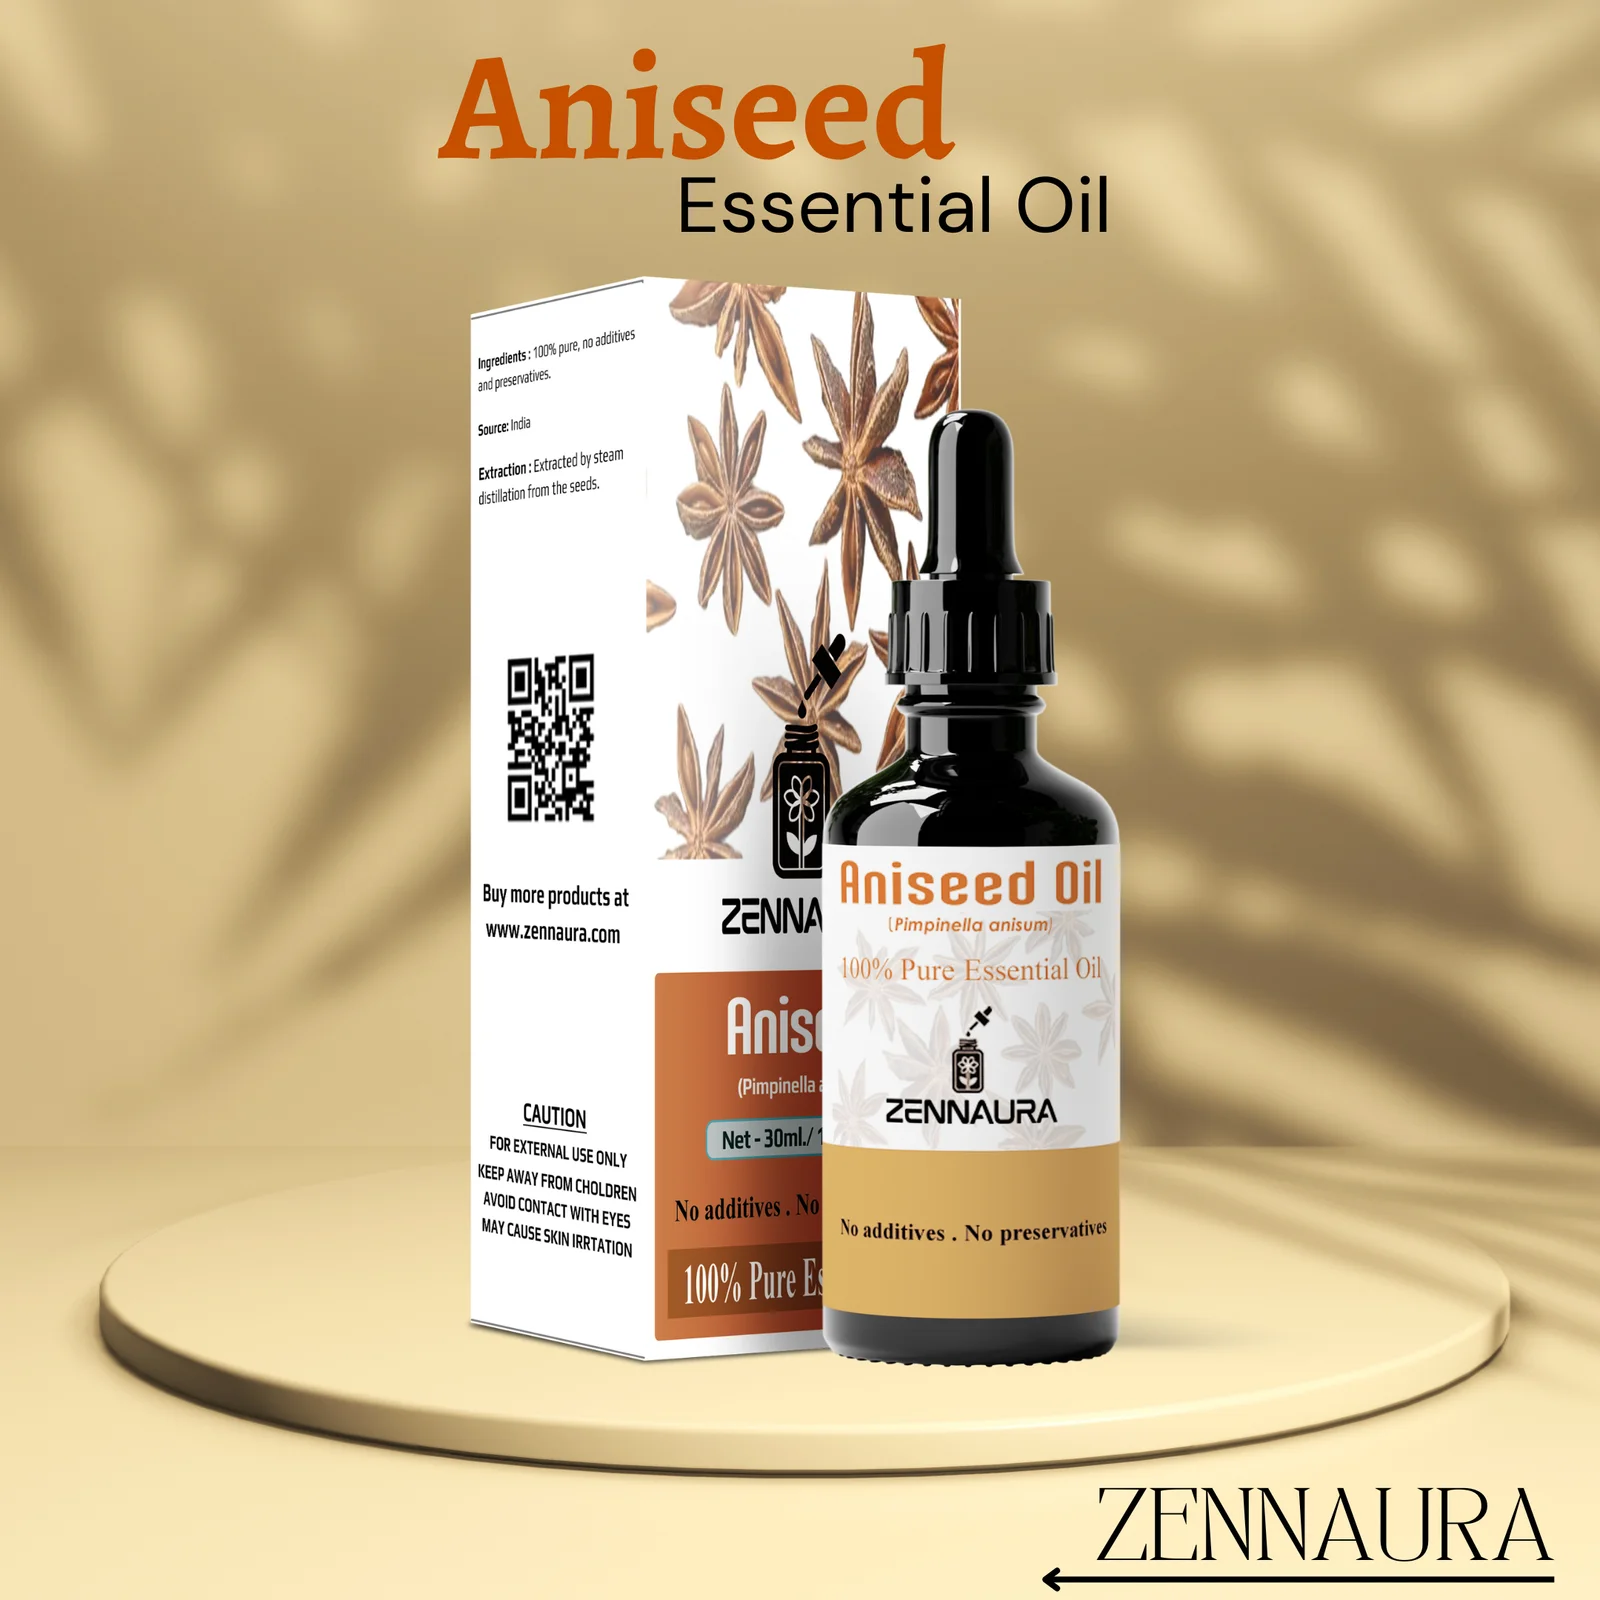 Aniseed
Essential Oil
Ingredients : 100% pure, no additives
and preservatives.
Source: India
Extraction : Extracted by steam
distillation from the seeds.
Buy more products at
www.zennaura.com
CAUTION
FOR EXTERNAL USE ONLY
KEEP AWAY FROM CHOLDREN
AVOID CONTACT WITH EYES
MAY CAUSE SKIN IRRTATION
ZENNA
Anise
(Pimpinella a
Net - 30ml./ 1
No additives . No
100% Pure Es
Aniseed Oil
(Pimpinella anisum)
100% Pure Essential Oil
ZENNAURA
No additives . No preservatives
ZENNAURA